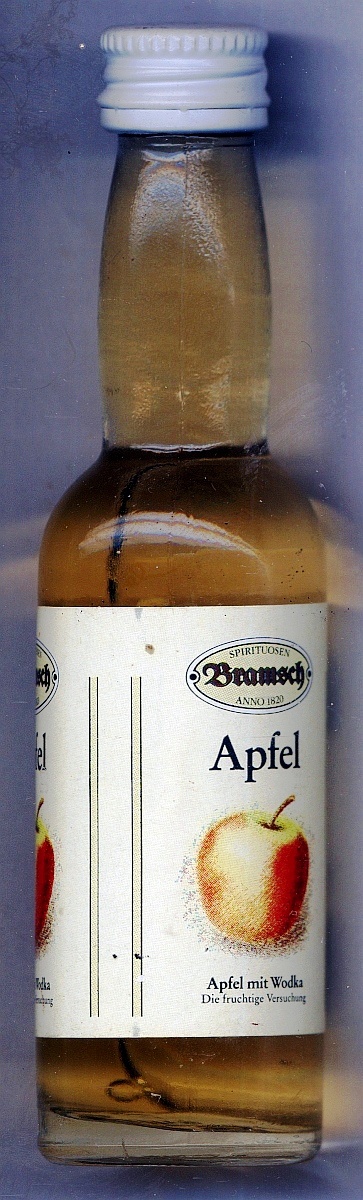 SPIRITUOSEN
Bramsch
ANNO 1820
Apfel
Apfel mit Wodka
Die fruchtige Versuchung